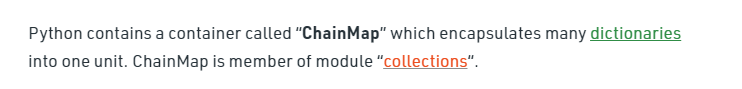 Python contains a container called “ChainMap” which encapsulates many dictionaries
into one unit. ChainMap is member of module “collections“.